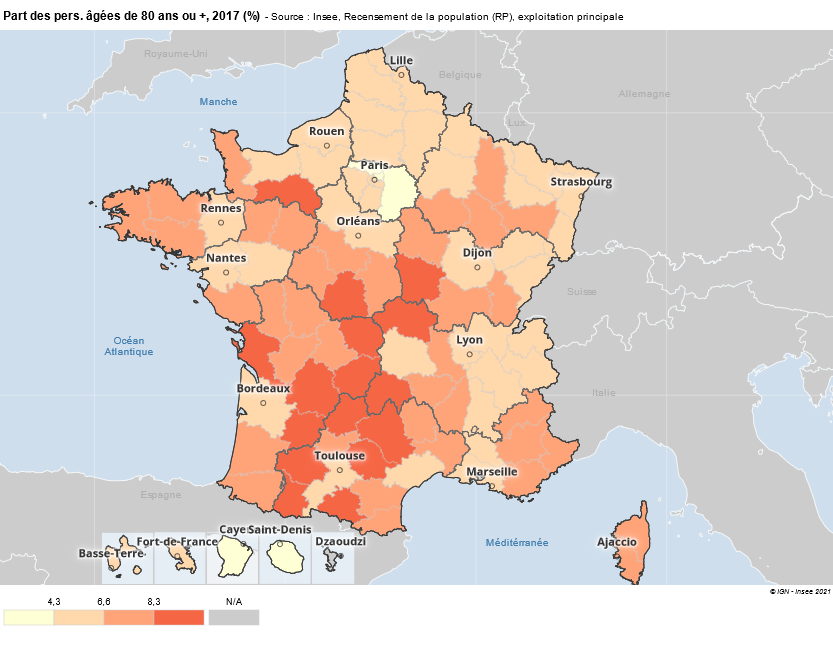 Part des pers. âgées de 80 ans ou +, 2017 (%) - Source : Insee, Recensement de la population (RP), exploitation principale
Royaume-Uni
Lille
Belgique
Allemagne
Manche
Lux
Rouen
Paris
Strasbourg
Rennes
Orléans
Nantes
Dijon
Suisse
Océan
Atlantique
Lyon
Bordeaux
Italie
Toulouse
Marseille
Espagne
Basse-Terre
Fort-de-France
Caye
Saint-Denis
Dzaoudzi
Méditérranée
Ajaccio
© IGN - Insee 2021
4,3 6,6 8,3 N/A